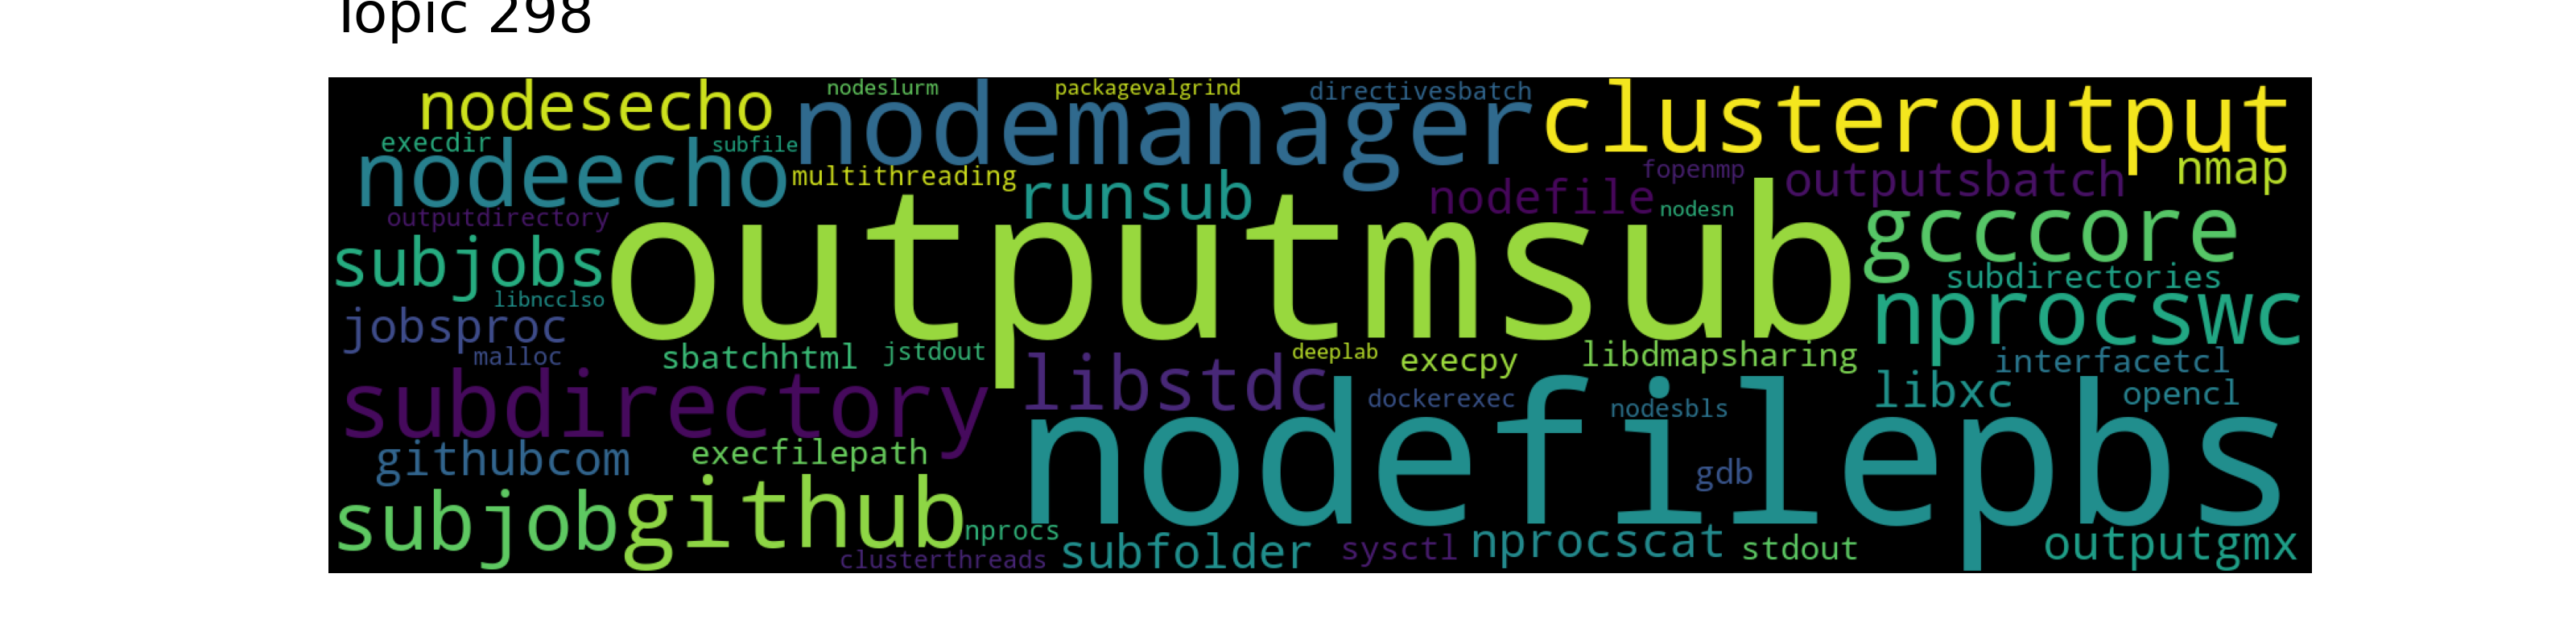 Topic 298
nodeslurm packagevalgrind directivesbatch
nodesecho nodemanager clusteroutput
execdir subfile
nodeecho multithreading fopenmp nmap
runsub nodefile outputsbatch
outputdirectory nodesn
subjobs outputmsub gcccore
subdirectories
libncclso nprocswc
jobsproc
malloc sbatchhtml jstdout deeplab execpy libdmapsharing interfacetcl
subdirectory libstdc dockerexec nodesbls libxc opencl
githubcom execfilepath nodefilepbs gdb
subjob github nprocs
clusterthreads subfolder sysctl nprocscat stdout outputgmx